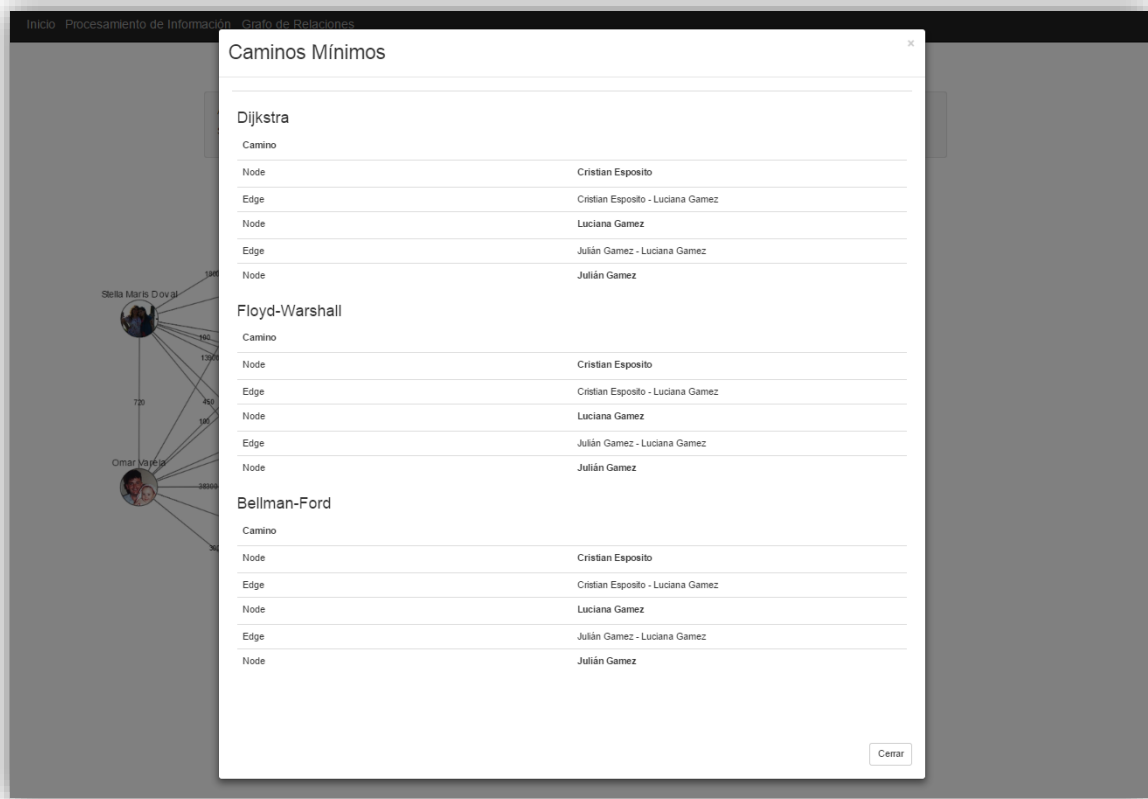 Inicio Procesamiento de Información Grafo de Relaciones
Caminos Mínimos
×
Dijkstra
Camino
Node Cristian Esposito
Edge Cristian Esposito - Luciana Gamez
Node Luciana Gamez
Edge Julián Gamez - Luciana Gamez
Node Julián Gamez
Floyd-Warshall
Camino
Node Cristian Esposito
Edge Cristian Esposito - Luciana Gamez
Node Luciana Gamez
Edge Julián Gamez - Luciana Gamez
Node Julián Gamez
Bellman-Ford
Camino
Node Cristian Esposito
Edge Cristian Esposito - Luciana Gamez
Node Luciana Gamez
Edge Julián Gamez - Luciana Gamez
Node Julián Gamez
Cerrar
Stella Maris Doval
190
720
450
100
Omar Varela